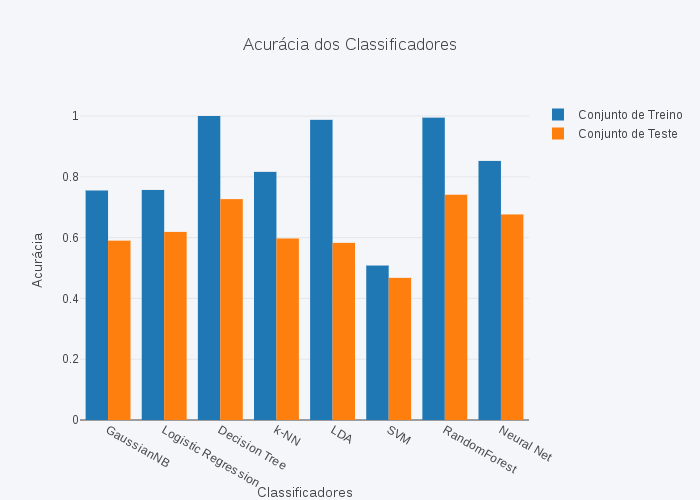 Acurácia dos Classificadores
Conjunto de Treino
Conjunto de Teste
1
0.8
0.6
0.4
0.2
0
Acurácia
GaussianNB
Logistic Regression
Decision Tree
k-NN
LDA
SVM
RandomForest
Neural Net
Classificadores